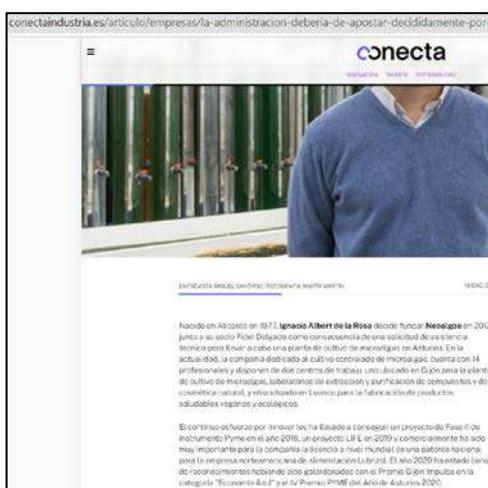 conectaindustria.es/articulo/empresas/la-administracion-deberia-de-apostar-decididamente-por-
conecta
INNOVACIÓN TALENTO SOSTENIBILIDAD
ENTREVISTA MIGUEL FOTOGRAFÍA MARTÍN
Nacido en Alicante en 1977, Ignacio Albert de la Rosa decide fundar Neoalgae en 2012
junto a su socio Fidel Delgado como consecuencia de una solicitud de asistencia
técnica para llevar a cabo una planta de cultivo de microalgas en Asturias. En la
actualidad, la compañía dedicada al cultivo controlado de microalgas, cuenta con 14
profesionales y disponen de dos centros de trabajo: uno ubicado en Gijón para la planta
de cultivo de microalgas, laboratorios de extracción y purificación de compuestos y de
cosmética natural, y otro situado en para la fabricación de productos
saludables veganos y ecológicos.
El continuo esfuerzo por innovar les ha llevado a conseguir un proyecto de Fase II de
Instrumento Pyme en el año 2018, un proyecto LIFE en 2019 y comercialmente ha sido
muy importante para la compañía la licencia a nivel mundial de una patente nacional
para la empresa norteamericana de alimentación Lubrizol. El año 2020 ha estado lleno
de reconocimientos habiendo sido galardonados con el Premio Gijón Impulsa en la
categoría "Economía Azul" y el IV Premio PYME del Año de Asturias 2020.